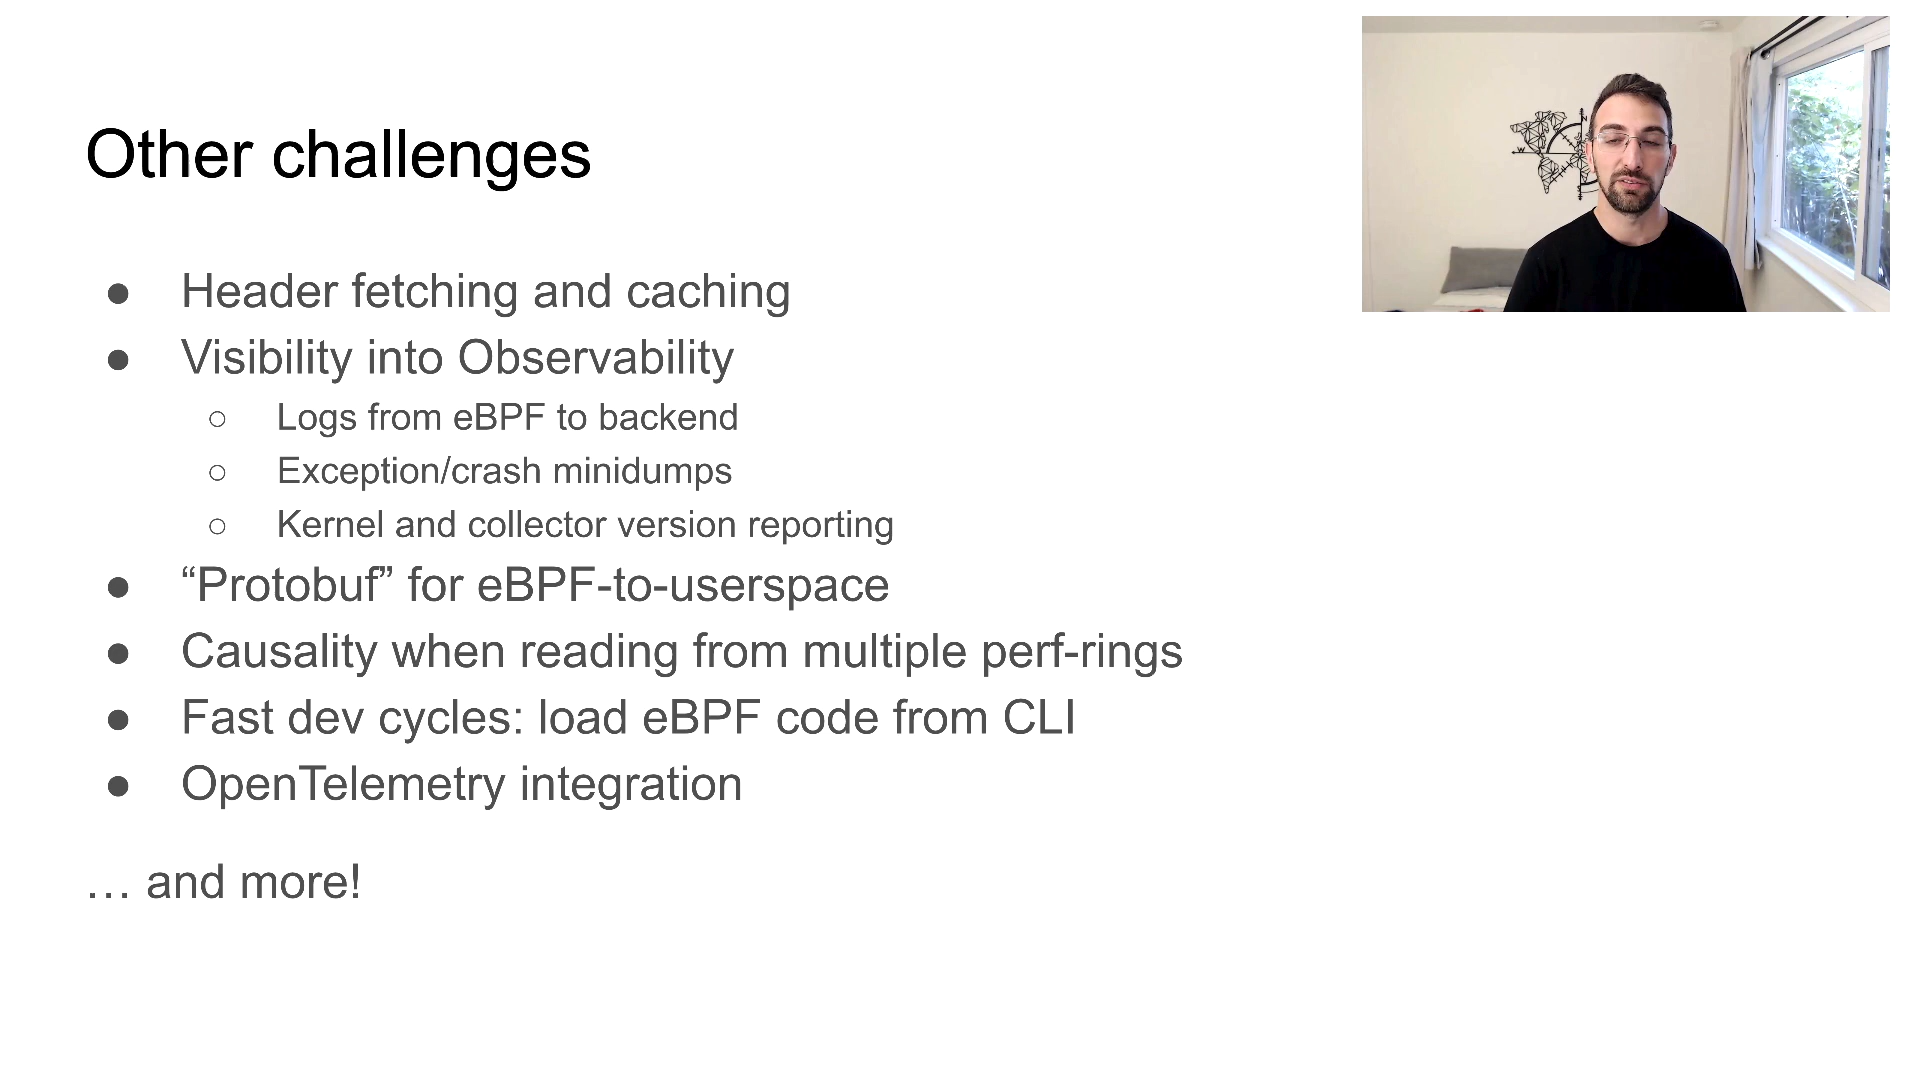 Other challenges
● Header fetching and caching
● Visibility into Observability
○ Logs from eBPF to backend
○ Exception/crash minidumps
○ Kernel and collector version reporting
● “Protobuf” for eBPF-to-userspace
● Causality when reading from multiple perf-rings
● Fast dev cycles: load eBPF code from CLI
● OpenTelemetry integration
… and more!
N
W
S